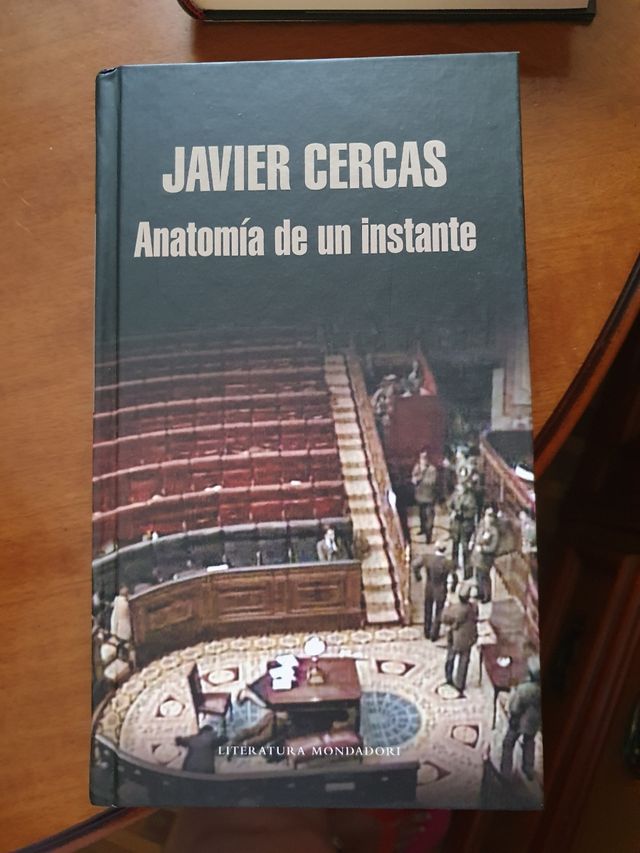 JAVIER CERCAS
Anatomía de un instante
LITERATURA MONDADORI